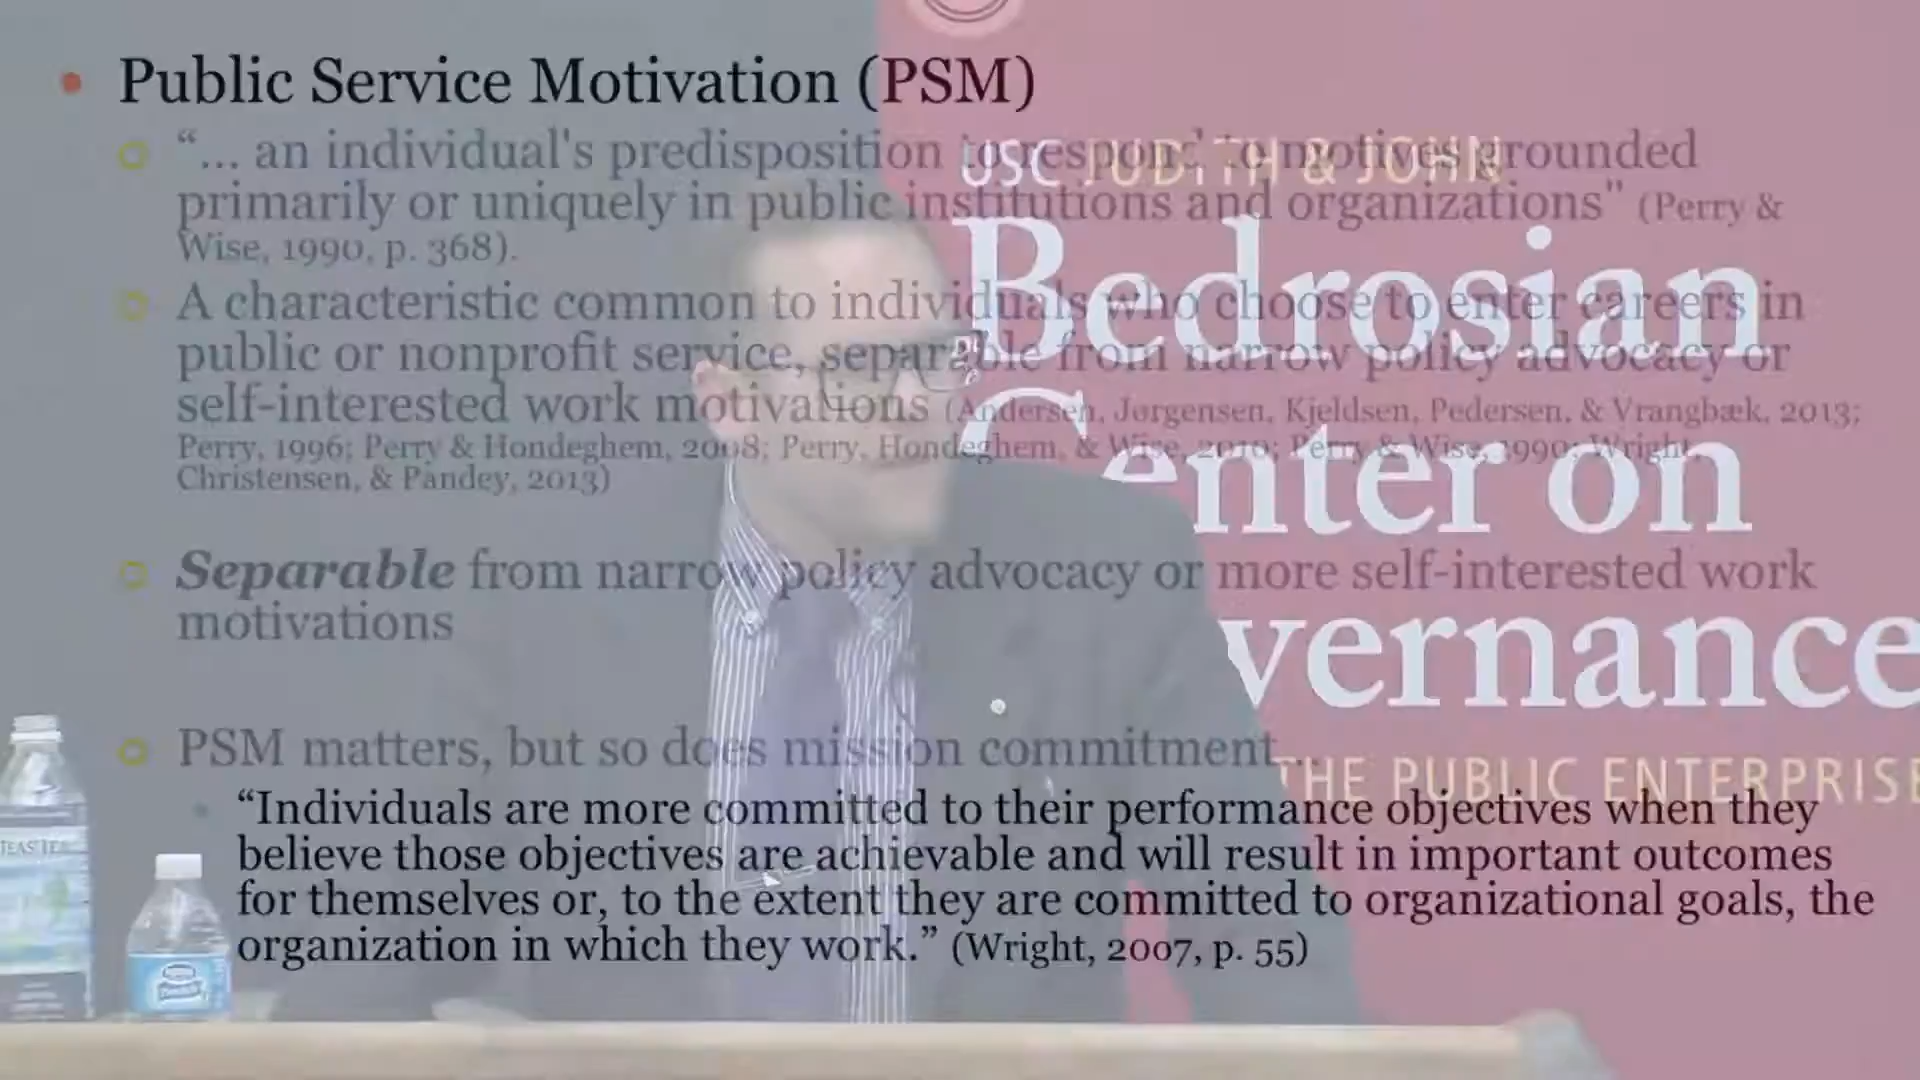 Public Service Motivation (PSM)
“... an individual's predisposition to respond to motives grounded
primarily or uniquely in public institutions and organizations" (Perry &
Wise, 1990, p. 368).
A characteristic common to individuals who choose to enter careers in
public or nonprofit service, separable from narrow policy advocacy or
self-interested work motivations (Andersen, Jørgensen, Kjeldsen, Pedersen, & Vrangbæk, 2013;
Perry, 1996; Perry & Hondeghem, 2008; Perry, Hondeghem, & Wise, 2010; Perry & Wise, 1990; Wright,
Christensen, & Pandey, 2013)
Separable from narrow policy advocacy or more self-interested work
motivations
PSM matters, but so does mission commitment...
“Individuals are more committed to their performance objectives when they
believe those objectives are achievable and will result in important outcomes
for themselves or, to the extent they are committed to organizational goals, the
organization in which they work.” (Wright, 2007, p. 55)
USC JUDITH & JOHN
Bedrosian
Center on
vernance
THE PUBLIC ENTERPRISE